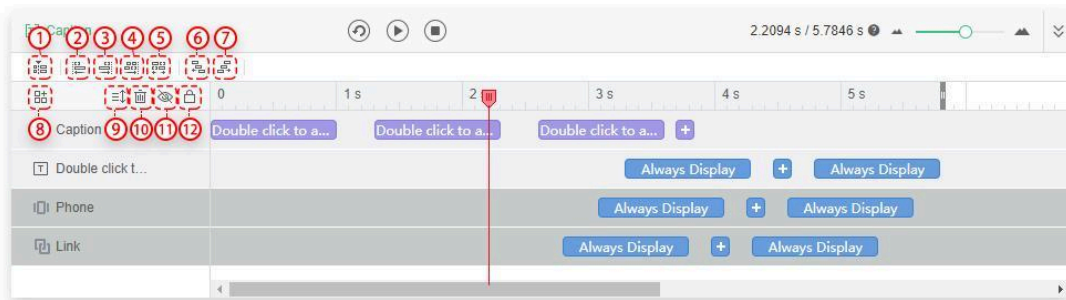 Caption 2.2094 s / 5.7846 s ?
① ② ③ ④ ⑤ ⑥ ⑦
0 1 s 2 3 s 4 s 5 s
⑧ Caption ⑨ ⑩ ⑪ ⑫ Double click to a... Double click to a... Double click to a... +
T Double click t... Always Display + Always Display
Phone Always Display + Always Display
Link Always Display + Always Display